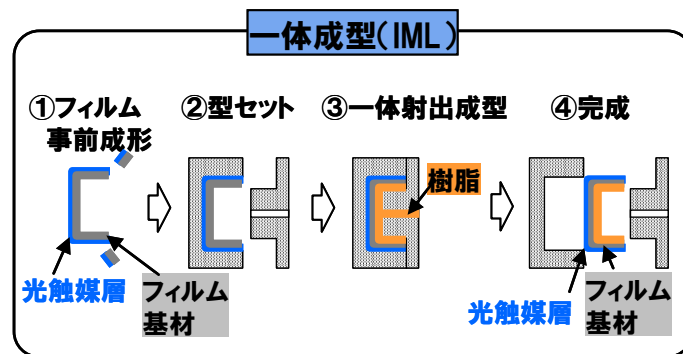 一体成型(IML)
①フィルム
事前成形
②型セット
③一体射出成型
④完成
樹脂
光触媒層
フィルム
基材
光触媒層
フィルム
基材